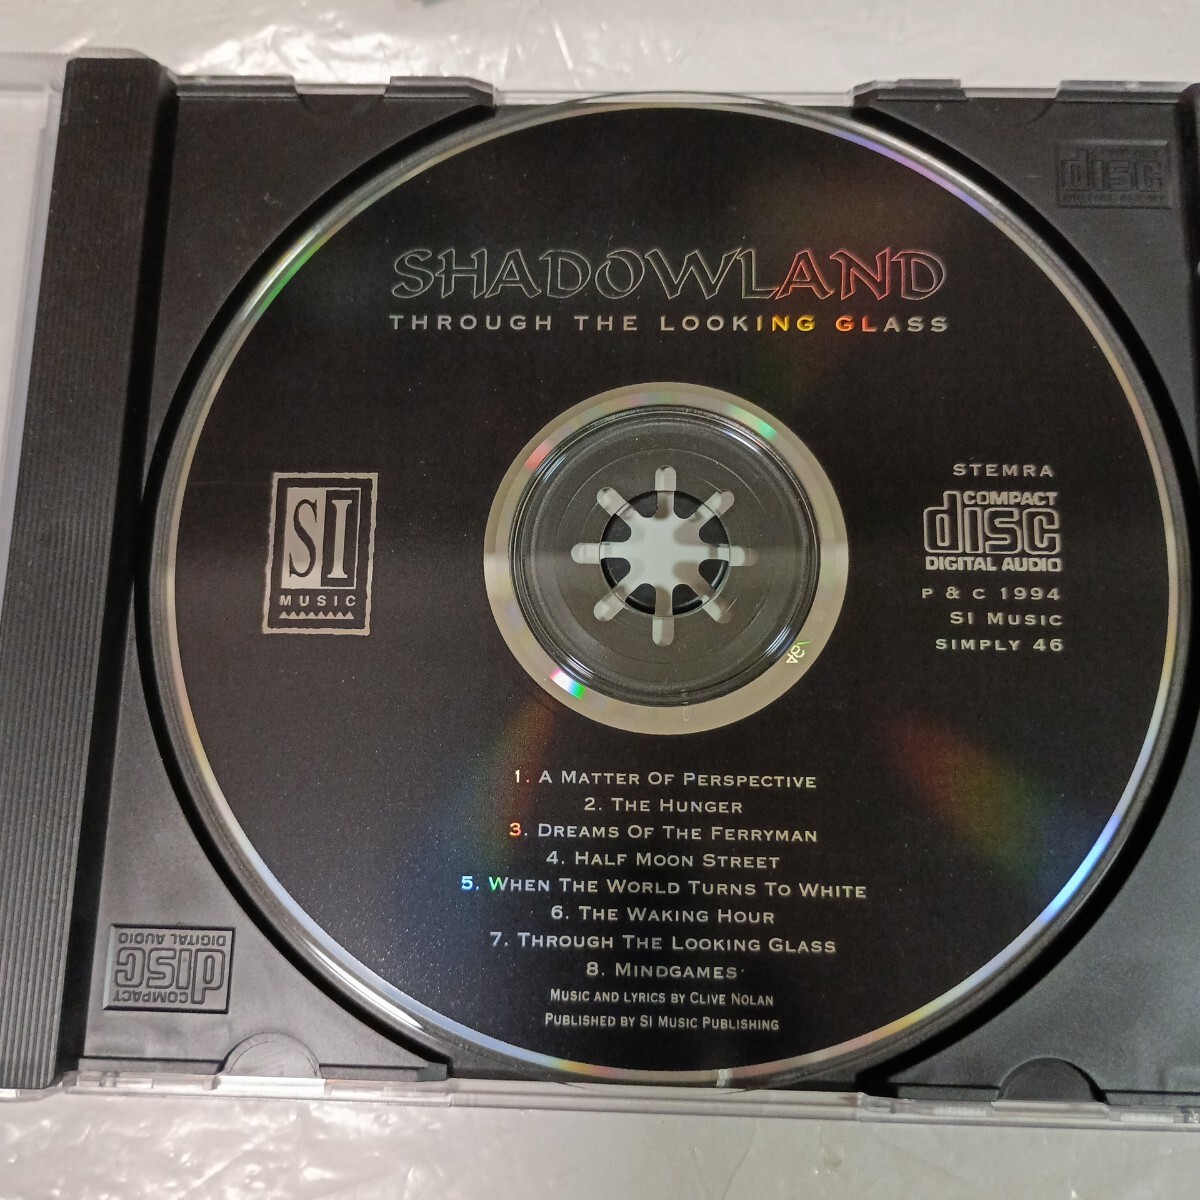 SHADOWLAND
THROUGH THE LOOKING GLASS
SI
MUSIC
STEMRA
COMPACT
disc
DIGITAL AUDIO
P & C 1994
SI MUSIC
SIMPLY 46
1. A MATTER OF PERSPECTIVE
2. THE HUNGER
3. DREAMS OF THE FERRYMAN
4. HALF MOON STREET
5. WHEN THE WORLD TURNS TO WHITE
6. THE WAKING HOUR
7. THROUGH THE LOOKING GLASS
8. MINDGAMES
MUSIC AND LYRICS BY CLIVE NOLAN
PUBLISHED BY SI MUSIC PUBLISHING
disc
COMPACT
disc
DIGITAL AUDIO